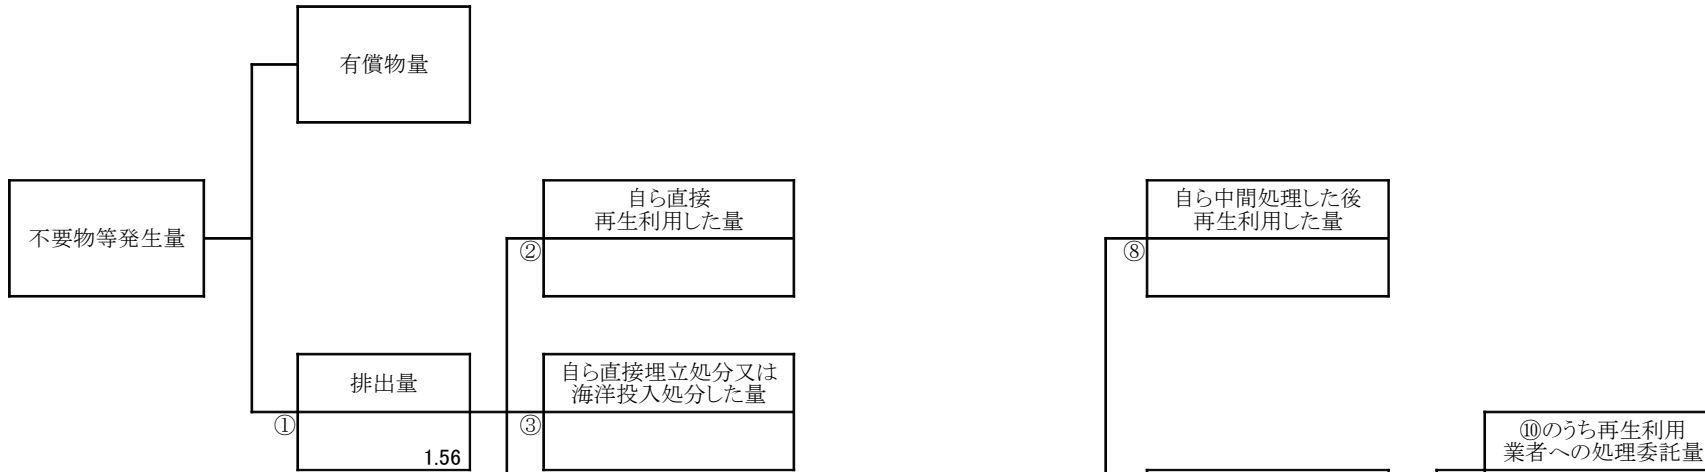 有償物量
不要物等発生量
自ら直接
再生利用した量
②
自ら中間処理した後
再生利用した量
⑧
排出量
①
1.56
自ら直接埋立処分又は
海洋投入処分した量
③
⑩のうち再生利用
業者への処理委託量